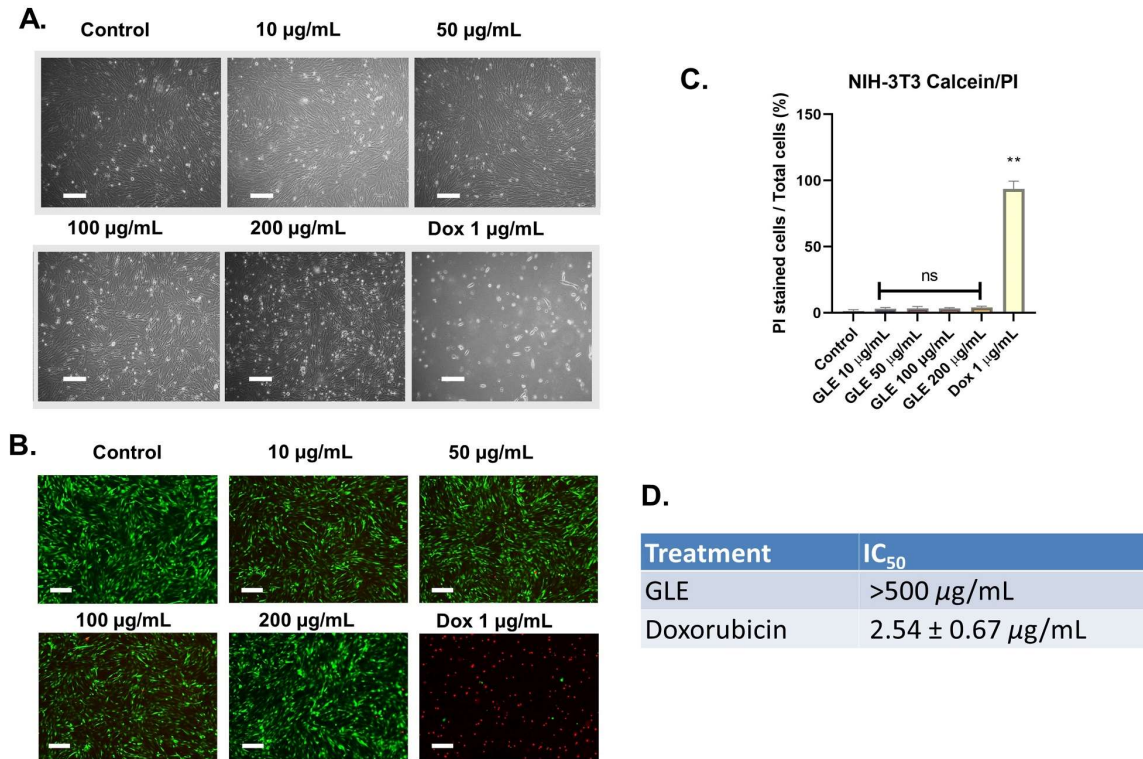 A.
Control 10 µg/mL 50 µg/mL
100 µg/mL 200 µg/mL Dox 1 µg/mL
B.
Control 10 µg/mL 50 µg/mL
100 µg/mL 200 µg/mL Dox 1 µg/mL
C.
NIH-3T3 Calcein/PI
PI stained cells / Total cells (%)
150
100
50
0
**
ns
Control
GLE 10 µg/mL
GLE 50 µg/mL
GLE 100 µg/mL
GLE 200 µg/mL
Dox 1 µg/mL
D.
Treatment IC50
GLE >500 µg/mL
Doxorubicin 2.54 ± 0.67 µg/mL